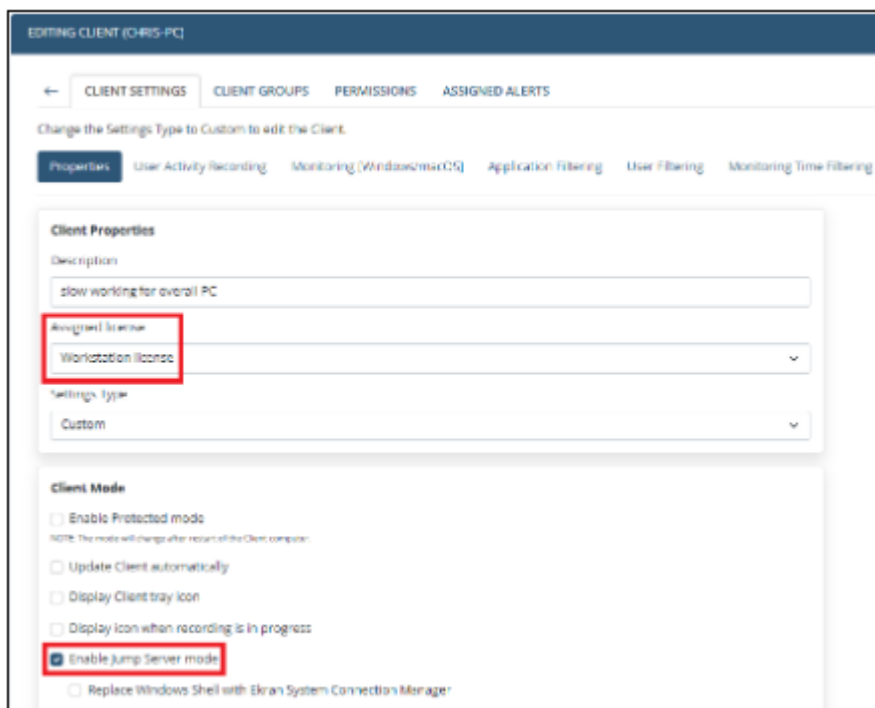 EDITING CLIENT (CHRIS-PC)
← CLIENT SETTINGS CLIENT GROUPS PERMISSIONS ASSIGNED ALERTS
Change the Settings Type to Custom to edit the Client.
Properties User Activity Recording Monitoring (Windows/macOS) Application Filtering User Filtering Monitoring Time Filtering
Client Properties
Description
slow working for overall PC
Assigned license
Workstation license
Settings Type
Custom
Client Mode
Enable Protected mode
NOTE: The mode will change after restart of the Client computer.
Update Client automatically
Display Client tray icon
Display icon when recording is in progress
Enable Jump Server mode
Replace Windows Shell with Ekran System Connection Manager